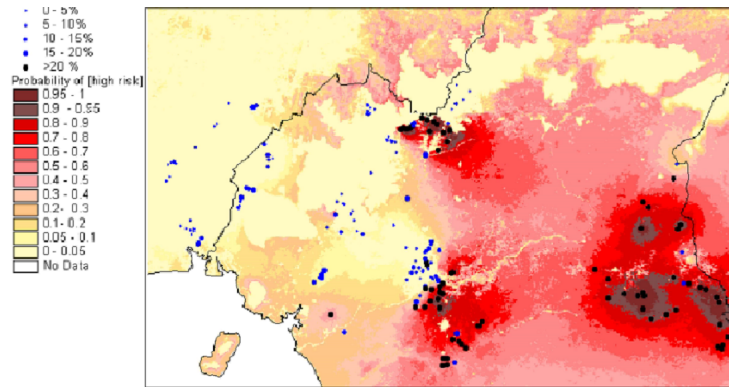 0 - 5%
5 - 10%
10 - 15%
15 - 20%
>20 %
Probability of [high risk]
0.95 - 1
0.9 - 0.95
0.8 - 0.9
0.7 - 0.8
0.6 - 0.7
0.5 - 0.6
0.4 - 0.5
0.3 - 0.4
0.2 - 0.3
0.1 - 0.2
0.05 - 0.1
0 - 0.05
No Data